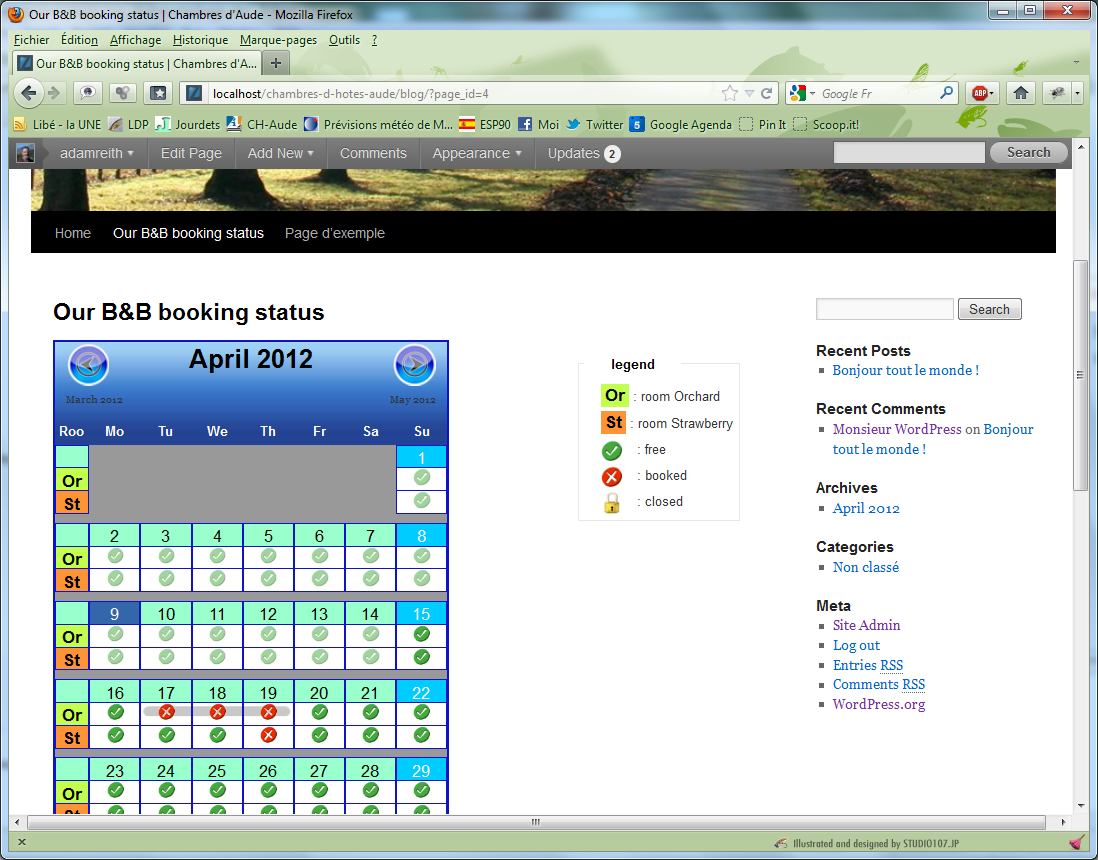 Our B&B booking status | Chambres d'Aude - Mozilla Firefox
Fichier Édition Affichage Historique Marque-pages Outils ?
Our B&B booking status | Chambres d'A... +
localhost/chambres-d-hotes-aude/blog/?page_id=4 Google Fr ABP
Libé - la UNE LDP Jourdets CH-Aude Prévisions météo de M... ESP90 Moi Twitter 5 Google Agenda Pin It Scoop.it!
adamreith Edit Page Add New Comments Appearance Updates 2 Search
Home Our B&B booking status Page d'exemple
Our B&B booking status
April 2012
March 2012 May 2012
Roo Mo Tu We Th Fr Sa Su
1
Or
St
2 3 4 5 6 7 8
Or
St
9 10 11 12 13 14 15
Or
St
16 17 18 19 20 21 22
Or
St
23 24 25 26 27 28 29
Or
St
legend
Or : room Orchard
St : room Strawberry
: free
: booked
: closed
Search
Recent Posts
Bonjour tout le monde !
Recent Comments
Monsieur WordPress on Bonjour
tout le monde !
Archives
April 2012
Categories
Non classé
Meta
Site Admin
Log out
Entries RSS
Comments RSS
WordPress.org
x Illustrated and designed by STUDIO107.JP